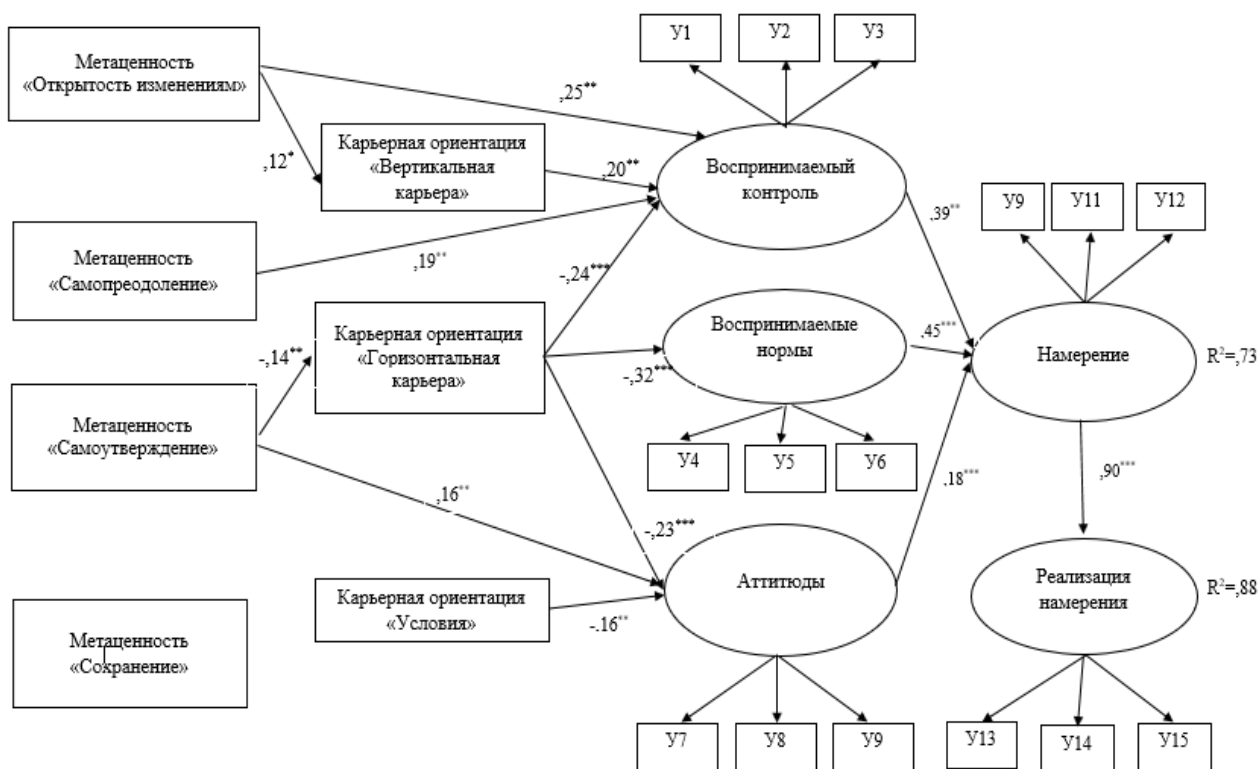 У1
У2
У3
Метаценность
«Открытость изменениям»
,25**
,12*
Карьерная ориентация
«Вертикальная
карьера»
,20**
Воспринимаемый
контроль
У9
У11
У12
,39**
Метаценность
«Самопреодоление»
,19**
-,24***
Карьерная ориентация
«Горизонтальная
карьера»
-,14**
Воспринимаемые
нормы
,45***
-,32***
Намерение
R²=,73
Метаценность
«Самоутверждение»
У4
У5
У6
,16**
,18***
,90***
-,23***
Аттитюды
Карьерная ориентация
«Условия»
-.16**
Реализация
намерения
R²=,88
Метаценность
«Сохранение»
У7
У8
У9
У13
У14
У15